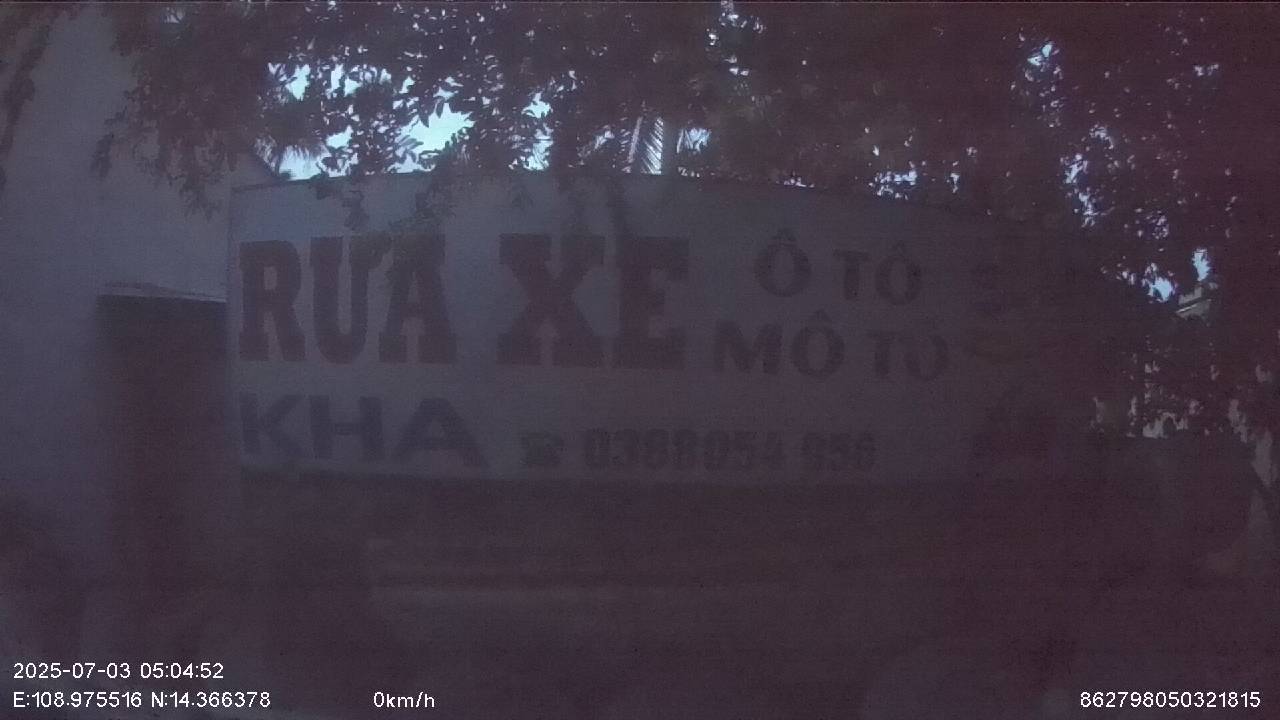 RỬA XE Ô TÔ
MÔ TÔ
KHA ☎ 0388054 956
2025-07-03 05:04:52
E:108.975516 N:14.366378 0km/h 862798050321815